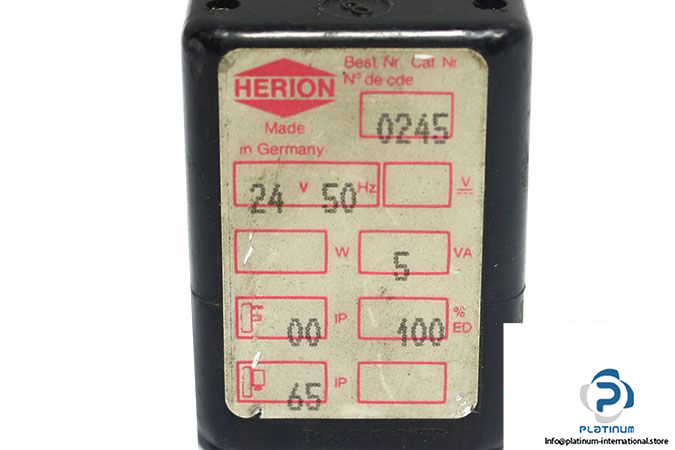 8
HERION
Best Nr. Cat. Nr.
N° de cde
Made
in Germany
0245
24 V 50 Hz V
W 5 VA
00 IP 100 % ED
65 IP
PLATINUM
Info@platinum-international.store